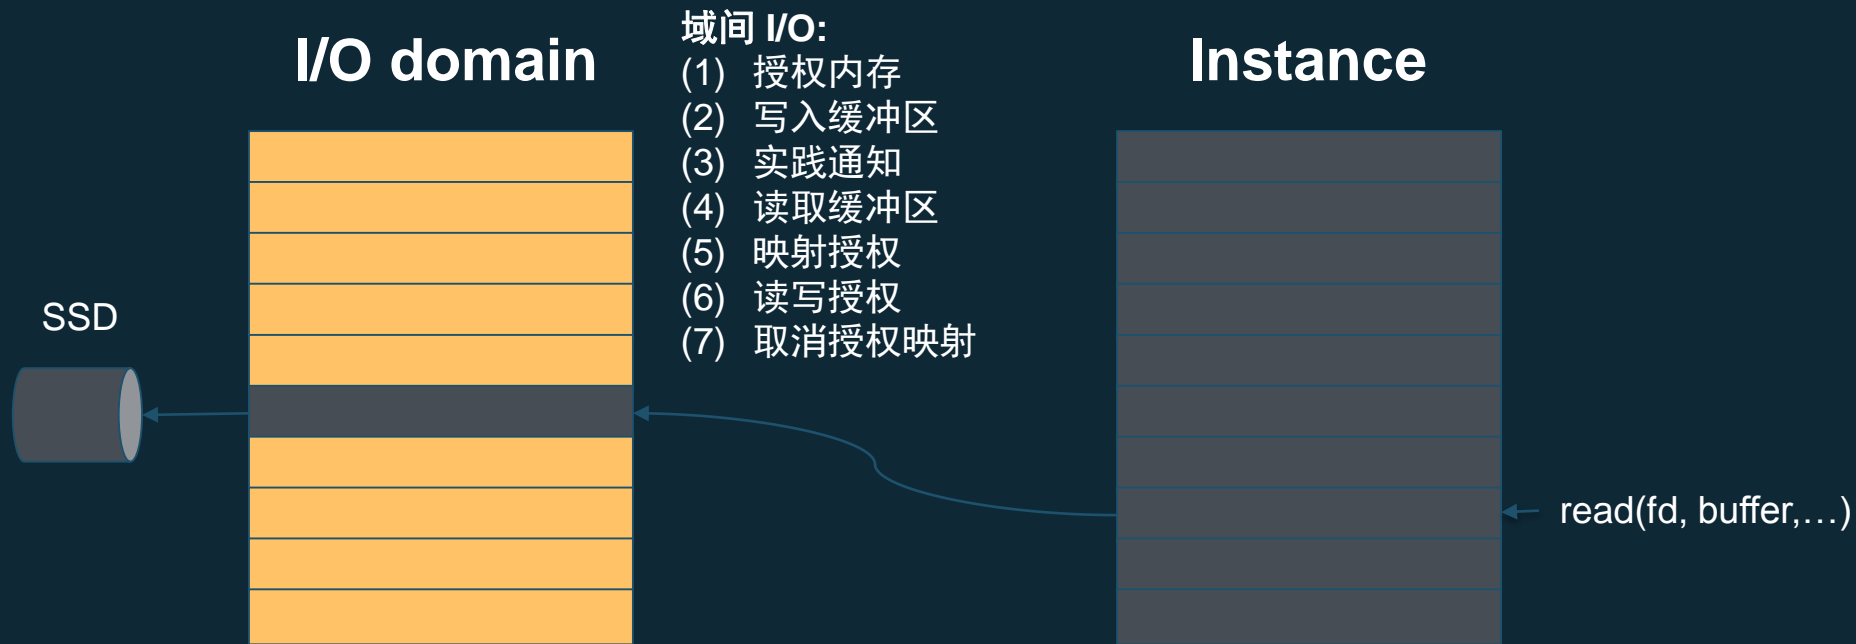 I/O domain
域间 I/O:
(1) 授权内存
(2) 写入缓冲区
(3) 实践通知
(4) 读取缓冲区
(5) 映射授权
(6) 读写授权
(7) 取消授权映射
Instance
SSD
read(fd, buffer,…)